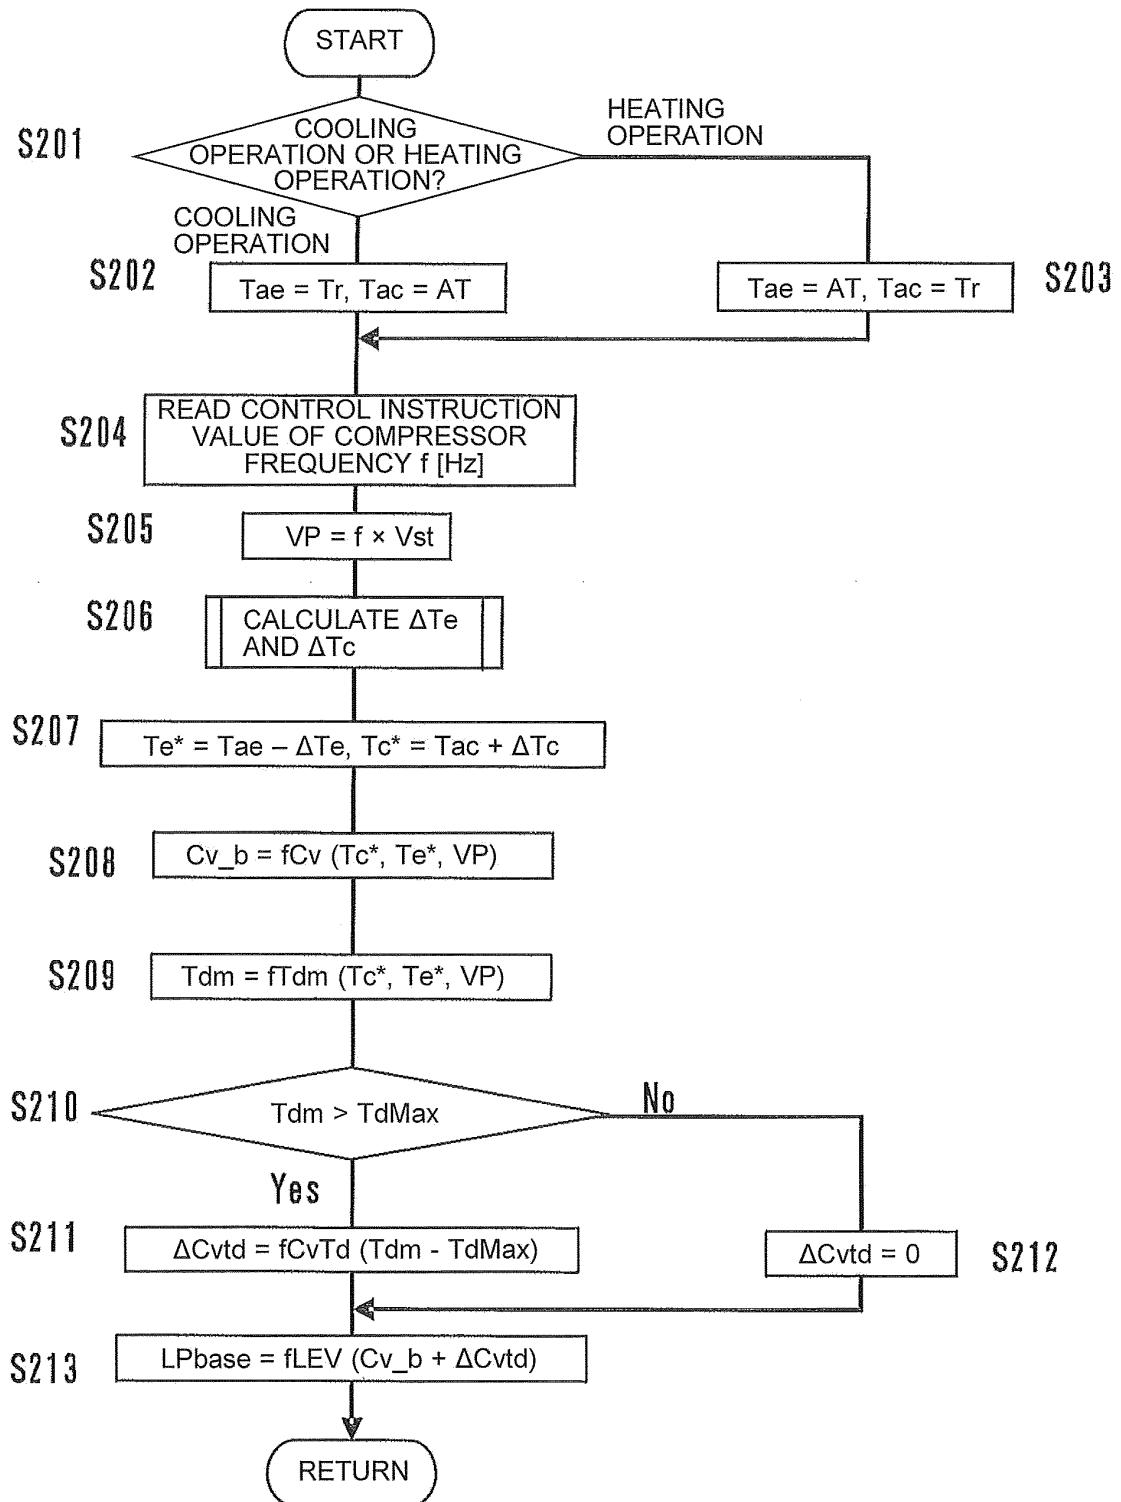 START
S201
COOLING
OPERATION OR HEATING
OPERATION?
HEATING
OPERATION
COOLING
OPERATION
S202
Tae = Tr, Tac = AT
Tae = AT, Tac = Tr
S203
S204
READ CONTROL INSTRUCTION
VALUE OF COMPRESSOR
FREQUENCY f [Hz]
S205
VP = f × Vst
S206
CALCULATE ΔTe
AND ΔTc
S207
Te* = Tae – ΔTe, Tc* = Tac + ΔTc
S208
Cv_b = fCv (Tc*, Te*, VP)
S209
Tdm = fTdm (Tc*, Te*, VP)
S210
Tdm > TdMax
No
Yes
S211
ΔCvtd = fCvTd (Tdm - TdMax)
ΔCvtd = 0
S212
S213
LPbase = fLEV (Cv_b + ΔCvtd)
RETURN